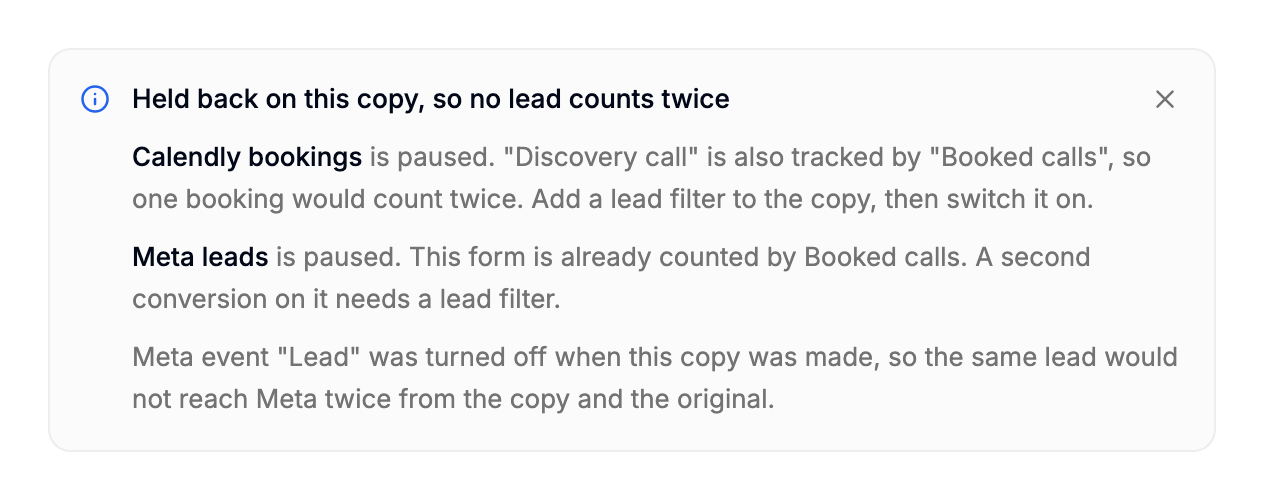 Held back on this copy, so no lead counts twice
Calendly bookings is paused. "Discovery call" is also tracked by "Booked calls", so
one booking would count twice. Add a lead filter to the copy, then switch it on.
Meta leads is paused. This form is already counted by Booked calls. A second
conversion on it needs a lead filter.
Meta event "Lead" was turned off when this copy was made, so the same lead would
not reach Meta twice from the copy and the original.